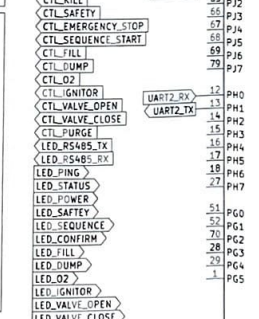 CTL_KILL 65 PJ2
CTL_SAFETY 66 PJ3
CTL_EMERGENCY_STOP 67 PJ4
CTL_SEQUENCE_START 68 PJ5
CTL_FILL 69 PJ6
CTL_DUMP 79 PJ7
CTL_O2
CTL_IGNITOR UART2_RX 12 PH0
CTL_VALVE_OPEN UART2_TX 13 PH1
CTL_VALVE_CLOSE 14 PH2
CTL_PURGE 15 PH3
LED_RS485_TX 16 PH4
LED_RS485_RX 17 PH5
LED_PING 18 PH6
LED_STATUS 27 PH7
LED_POWER
LED_SAFTEY 51 PG0
LED_SEQUENCE 52 PG1
LED_CONFIRM 70 PG2
LED_FILL 28 PG3
LED_DUMP 29 PG4
LED_O2 1 PG5
LED_IGNITOR
LED_VALVE_OPEN
LED_VALVE_CLOSE